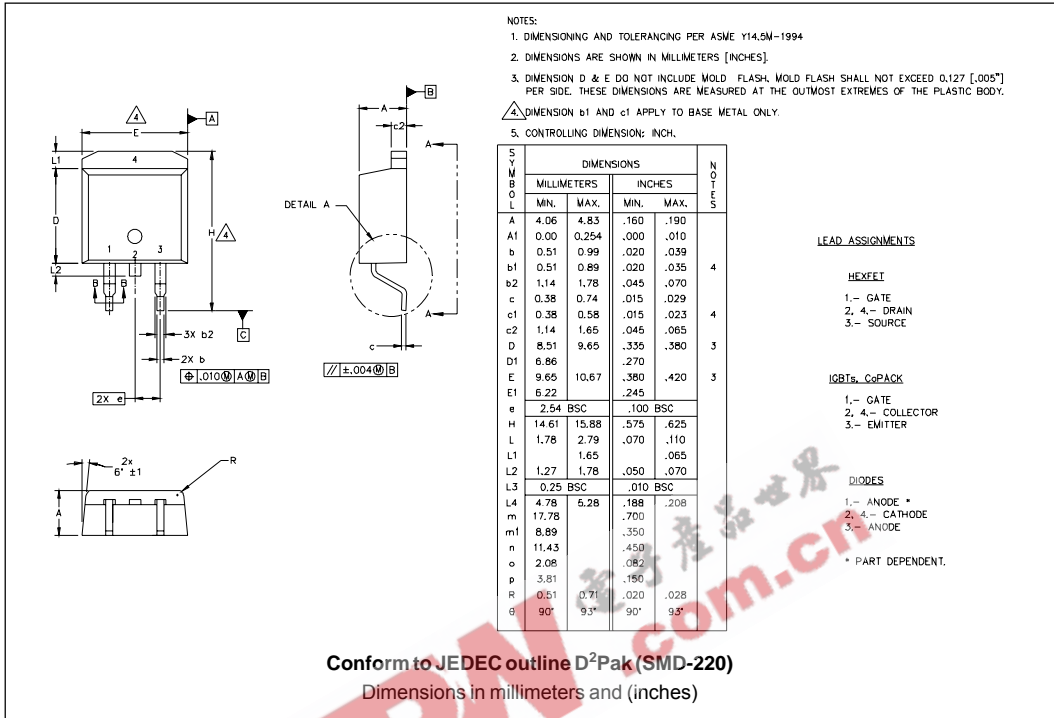 NOTES:
1. DIMENSIONING AND TOLERANCING PER ASME Y14.5M-1994
2. DIMENSIONS ARE SHOWN IN MILLIMETERS [INCHES].
3. DIMENSION D & E DO NOT INCLUDE MOLD FLASH. MOLD FLASH SHALL NOT EXCEED 0.127 [.005"]
PER SIDE. THESE DIMENSIONS ARE MEASURED AT THE OUTMOST EXTREMES OF THE PLASTIC BODY.
4. DIMENSION b1 AND c1 APPLY TO BASE METAL ONLY.
5. CONTROLLING DIMENSION: INCH.
4
E
A
L1
4
D
H
4
1
2
3
L2
B
B
C
3X b2
2X b
⌖ .010 Ⓜ A Ⓜ B
2X e
A
B
c2
A
DETAIL A
A
c
// ±.004 Ⓜ B
2x
6° ±1
R
A
SYMBOL DIMENSIONS NOTES
MILLIMETERS INCHES
MIN. MAX. MIN. MAX.
A 4.06 4.83 .160 .190
A1 0.00 0.254 .000 .010
b 0.51 0.99 .020 .039
b1 0.51 0.89 .020 .035 4
b2 1.14 1.78 .045 .070
c 0.38 0.74 .015 .029
c1 0.38 0.58 .015 .023 4
c2 1.14 1.65 .045 .065
D 8.51 9.65 .335 .380 3
D1 6.86 .270
E 9.65 10.67 .380 .420 3
E1 6.22 .245
e 2.54 BSC .100 BSC
H 14.61 15.88 .575 .625
L 1.78 2.79 .070 .110
L1 1.65 .065
L2 1.27 1.78 .050 .070
L3 0.25 BSC .010 BSC
L4 4.78 5.28 .188 .208
m 17.78 .700
m1 8.89 .350
n 11.43 .450
o 2.08 .082
p 3.81 .150
R 0.51 0.71 .020 .028
θ 90° 93° 90° 93°
LEAD ASSIGNMENTS
HEXFET
1.- GATE
2, 4.- DRAIN
3.- SOURCE
IGBTs, CoPACK
1.- GATE
2, 4.- COLLECTOR
3.- EMITTER
DIODES
1.- ANODE *
2, 4.- CATHODE
3.- ANODE
* PART DEPENDENT.
Conform to JEDEC outline D²Pak (SMD-220)
Dimensions in millimeters and (inches)
.com.cn